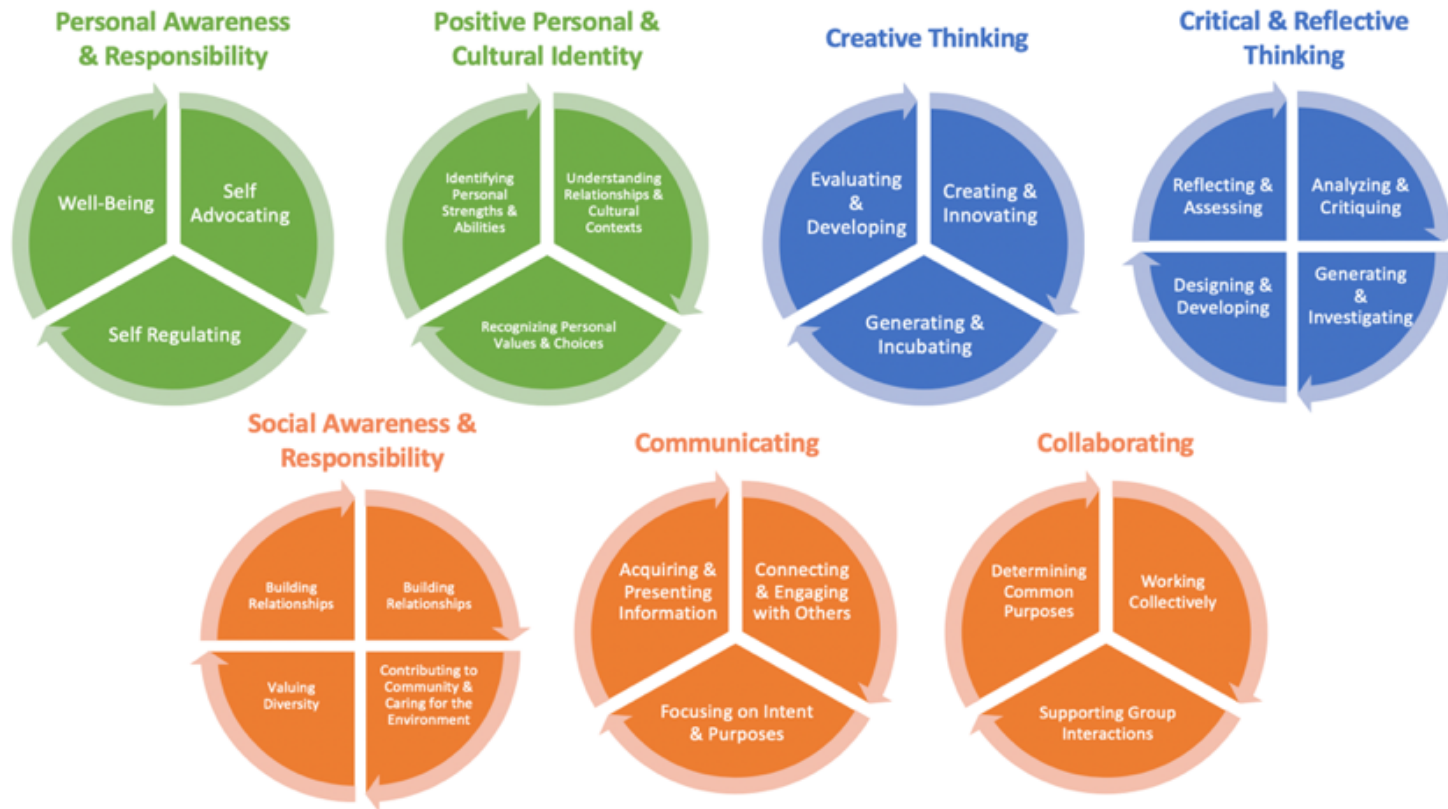 Personal Awareness
& Responsibility
Well-Being
Self
Advocating
Self Regulating
Positive Personal &
Cultural Identity
Identifying
Personal
Strengths &
Abilities
Understanding
Relationships &
Cultural
Contexts
Recognizing Personal
Values & Choices
Creative Thinking
Evaluating
&
Developing
Creating &
Innovating
Generating &
Incubating
Critical & Reflective
Thinking
Reflecting &
Assessing
Analyzing &
Critiquing
Designing &
Developing
Generating
&
Investigating
Social Awareness &
Responsibility
Building
Relationships
Building
Relationships
Valuing
Diversity
Contributing to
Community &
Caring for the
Environment
Communicating
Acquiring &
Presenting
Information
Connecting
& Engaging
with Others
Focusing on Intent
& Purposes
Collaborating
Determining
Common
Purposes
Working
Collectively
Supporting Group
Interactions